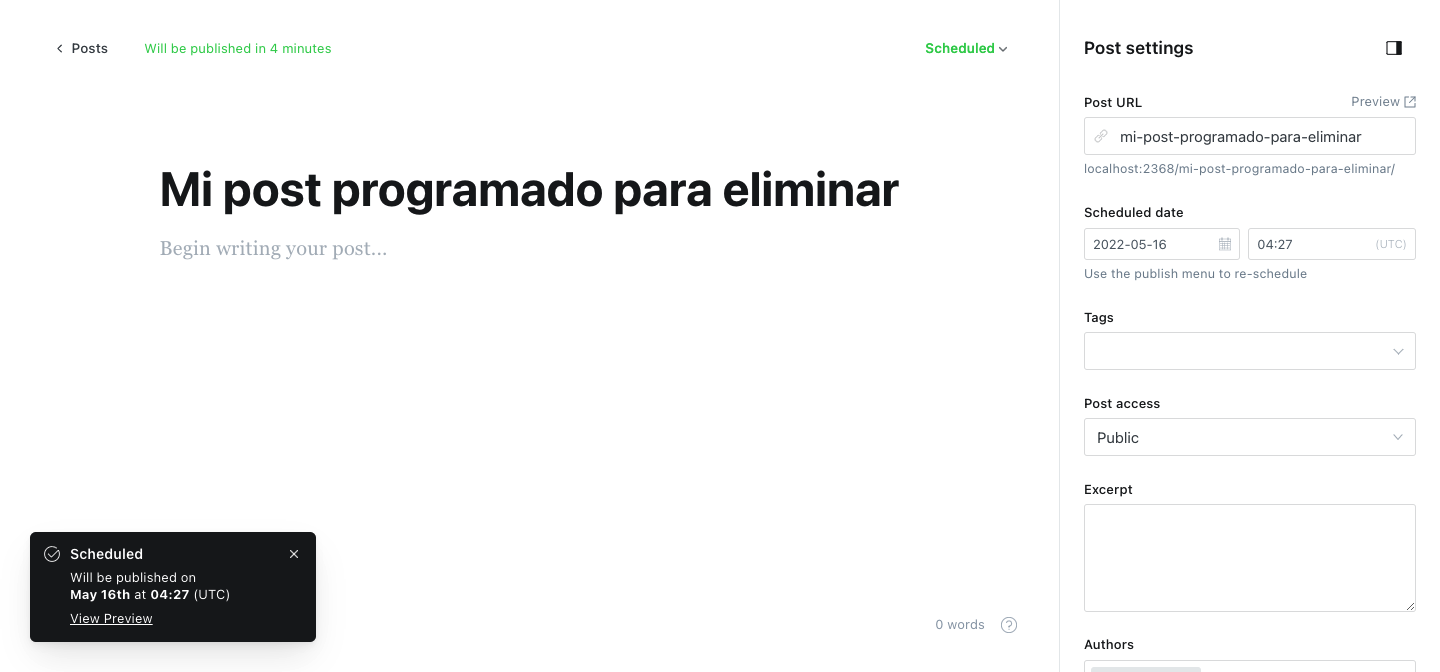 Posts
Will be published in 4 minutes
Scheduled
Mi post programado para eliminar
Begin writing your post...
Scheduled
Will be published on
May 16th at 04:27 (UTC)
View Preview
0 words
?
Post settings
Post URL
Preview
mi-post-programado-para-eliminar
localhost:2368/mi-post-programado-para-eliminar/
Scheduled date
2022-05-16
04:27 (UTC)
Use the publish menu to re-schedule
Tags
Post access
Public
Excerpt
Authors